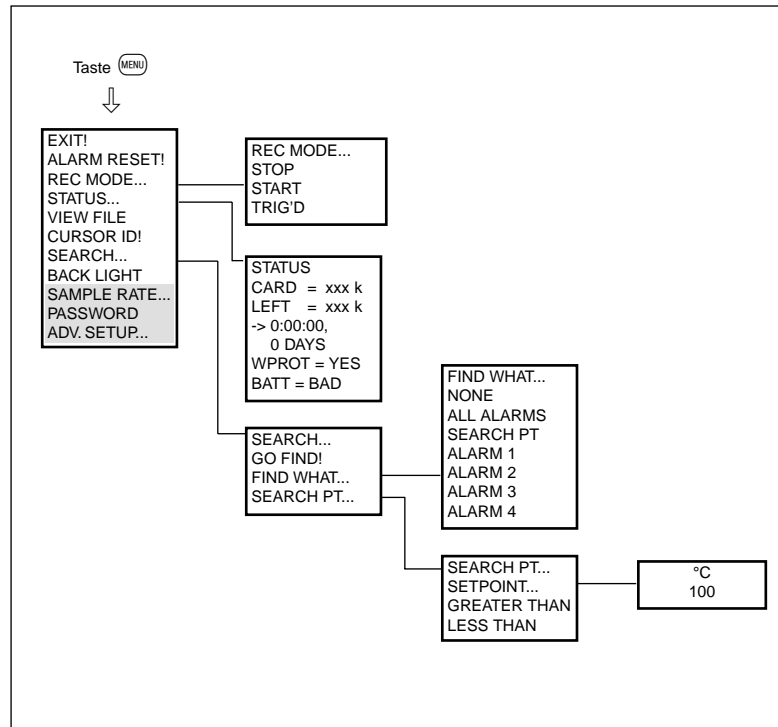 Taste MENU
EXIT!
ALARM RESET!
REC MODE...
STATUS...
VIEW FILE
CURSOR ID!
SEARCH...
BACK LIGHT
SAMPLE RATE...
PASSWORD
ADV. SETUP...
REC MODE...
STOP
START
TRIG'D
STATUS
CARD = xxx k
LEFT = xxx k
-> 0:00:00,
0 DAYS
WPROT = YES
BATT = BAD
SEARCH...
GO FIND!
FIND WHAT...
SEARCH PT...
FIND WHAT...
NONE
ALL ALARMS
SEARCH PT
ALARM 1
ALARM 2
ALARM 3
ALARM 4
SEARCH PT...
SETPOINT...
GREATER THAN
LESS THAN
°C
100